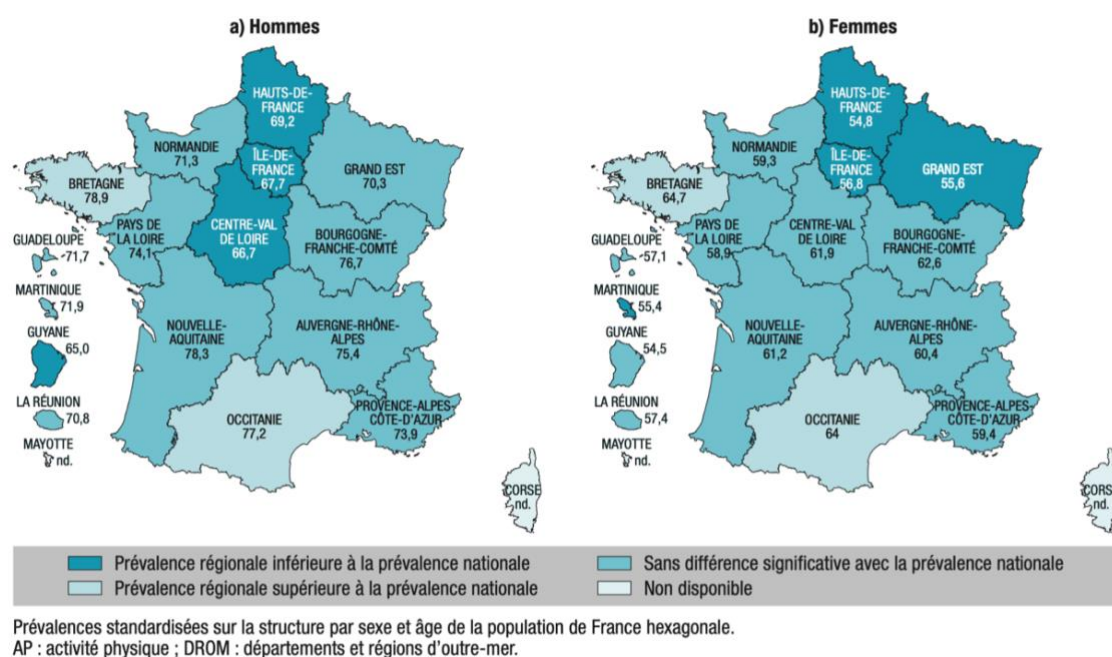 a) Hommes
HAUTS-DE-
FRANCE
69,2
NORMANDIE
71,3
ÎLE-DE-
FRANCE
67,7
GRAND EST
70,3
BRETAGNE
78,9
PAYS DE
LA LOIRE
74,1
CENTRE-VAL
DE LOIRE
66,7
BOURGOGNE-
FRANCHE-COMTÉ
76,7
GUADELOUPE
71,7
MARTINIQUE
71,9
GUYANE
65,0
LA RÉUNION
70,8
MAYOTTE
nd.
NOUVELLE-
AQUITAINE
78,3
AUVERGNE-RHÔNE-
ALPES
75,4
OCCITANIE
77,2
PROVENCE-ALPES-
CÔTE-D'AZUR
73,9
CORSE
nd.
b) Femmes
HAUTS-DE-
FRANCE
54,8
NORMANDIE
59,3
ÎLE-DE-
FRANCE
56,8
GRAND EST
55,6
BRETAGNE
64,7
PAYS DE
LA LOIRE
58,9
CENTRE-VAL
DE LOIRE
61,9
BOURGOGNE-
FRANCHE-COMTÉ
62,6
GUADELOUPE
57,1
MARTINIQUE
55,4
GUYANE
54,5
LA RÉUNION
57,4
MAYOTTE
nd.
NOUVELLE-
AQUITAINE
61,2
AUVERGNE-RHÔNE-
ALPES
60,4
OCCITANIE
64
PROVENCE-ALPES-
CÔTE-D'AZUR
59,4
CORS
nd.
Prévalence régionale inférieure à la prévalence nationale
Sans différence significative avec la prévalence nationale
Prévalence régionale supérieure à la prévalence nationale
Non disponible
Prévalences standardisées sur la structure par sexe et âge de la population de France hexagonale.
AP : activité physique ; DROM : départements et régions d'outre-mer.